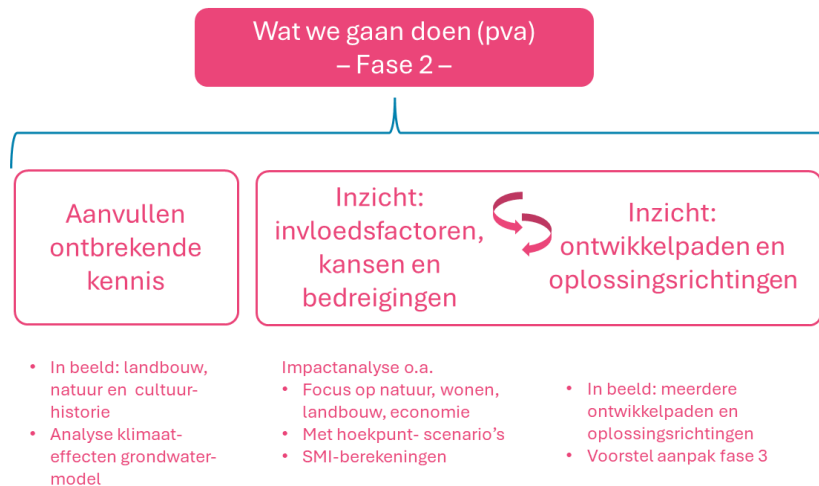 Wat we gaan doen (pva)
– Fase 2 –
Aanvullen
ontbrekende
kennis
Inzicht:
invloedsfactoren,
kansen en
bedreigingen
Inzicht:
ontwikkelpaden en
oplossingsrichtingen
• In beeld: landbouw,
natuur en cultuur-
historie
• Analyse klimaat-
effecten grondwater-
model
Impactanalyse o.a.
• Focus op natuur, wonen,
landbouw, economie
• Met hoekpunt- scenario's
• SMI-berekeningen
• In beeld: meerdere
ontwikkelpaden en
oplossingsrichtingen
• Voorstel aanpak fase 3